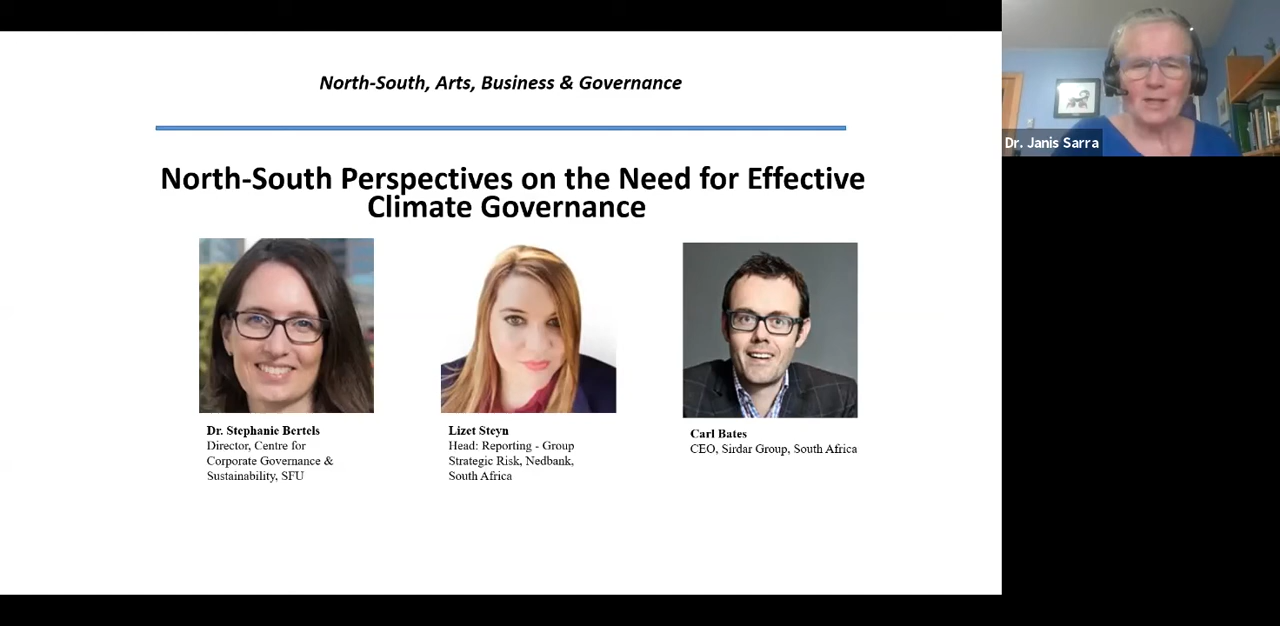 North-South, Arts, Business & Governance
North-South Perspectives on the Need for Effective
Climate Governance
Dr. Stephanie Bertels
Director, Centre for
Corporate Governance &
Sustainability, SFU
Lizet Steyn
Head: Reporting - Group
Strategic Risk, Nedbank,
South Africa
Carl Bates
CEO, Sirdar Group, South Africa
Dr. Janis Sarra